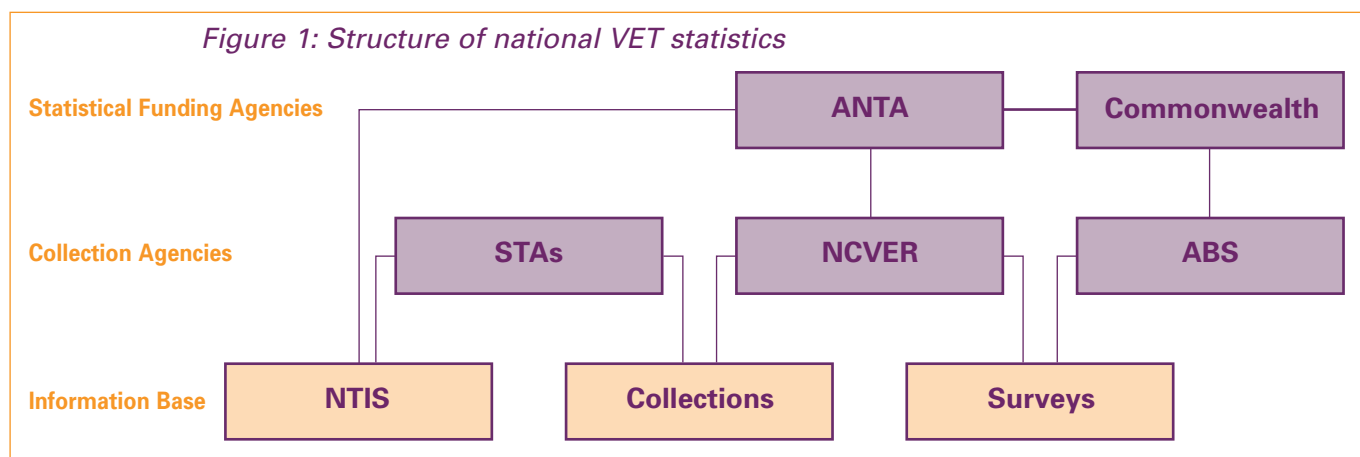 Figure 1: Structure of national VET statistics
Statistical Funding Agencies
ANTA
Commonwealth
Collection Agencies
STAs
NCVER
ABS
Information Base
NTIS
Collections
Surveys